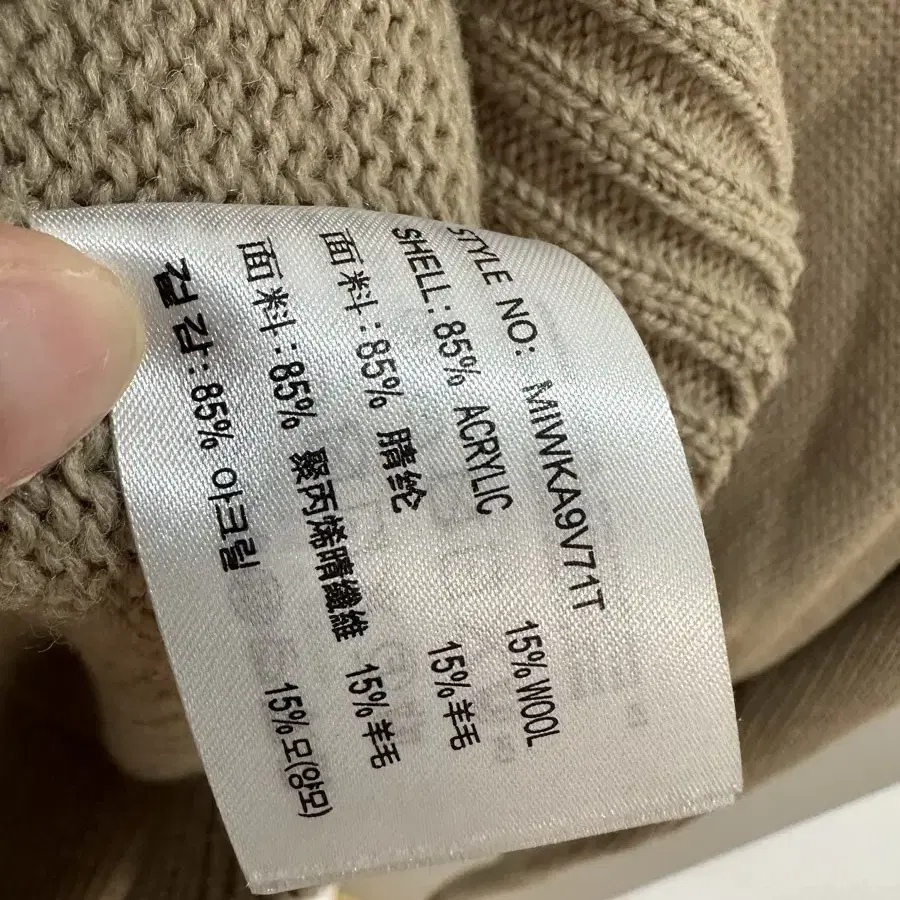 STYLE NO: MIWKA9V71T
SHELL: 85% ACRYLIC 15%WOOL
面 料:85% 腈纶 15%羊毛
面 料:85% 聚丙烯腈纖維 15%羊毛
겉 감:85% 아크릴 15%모(양모)